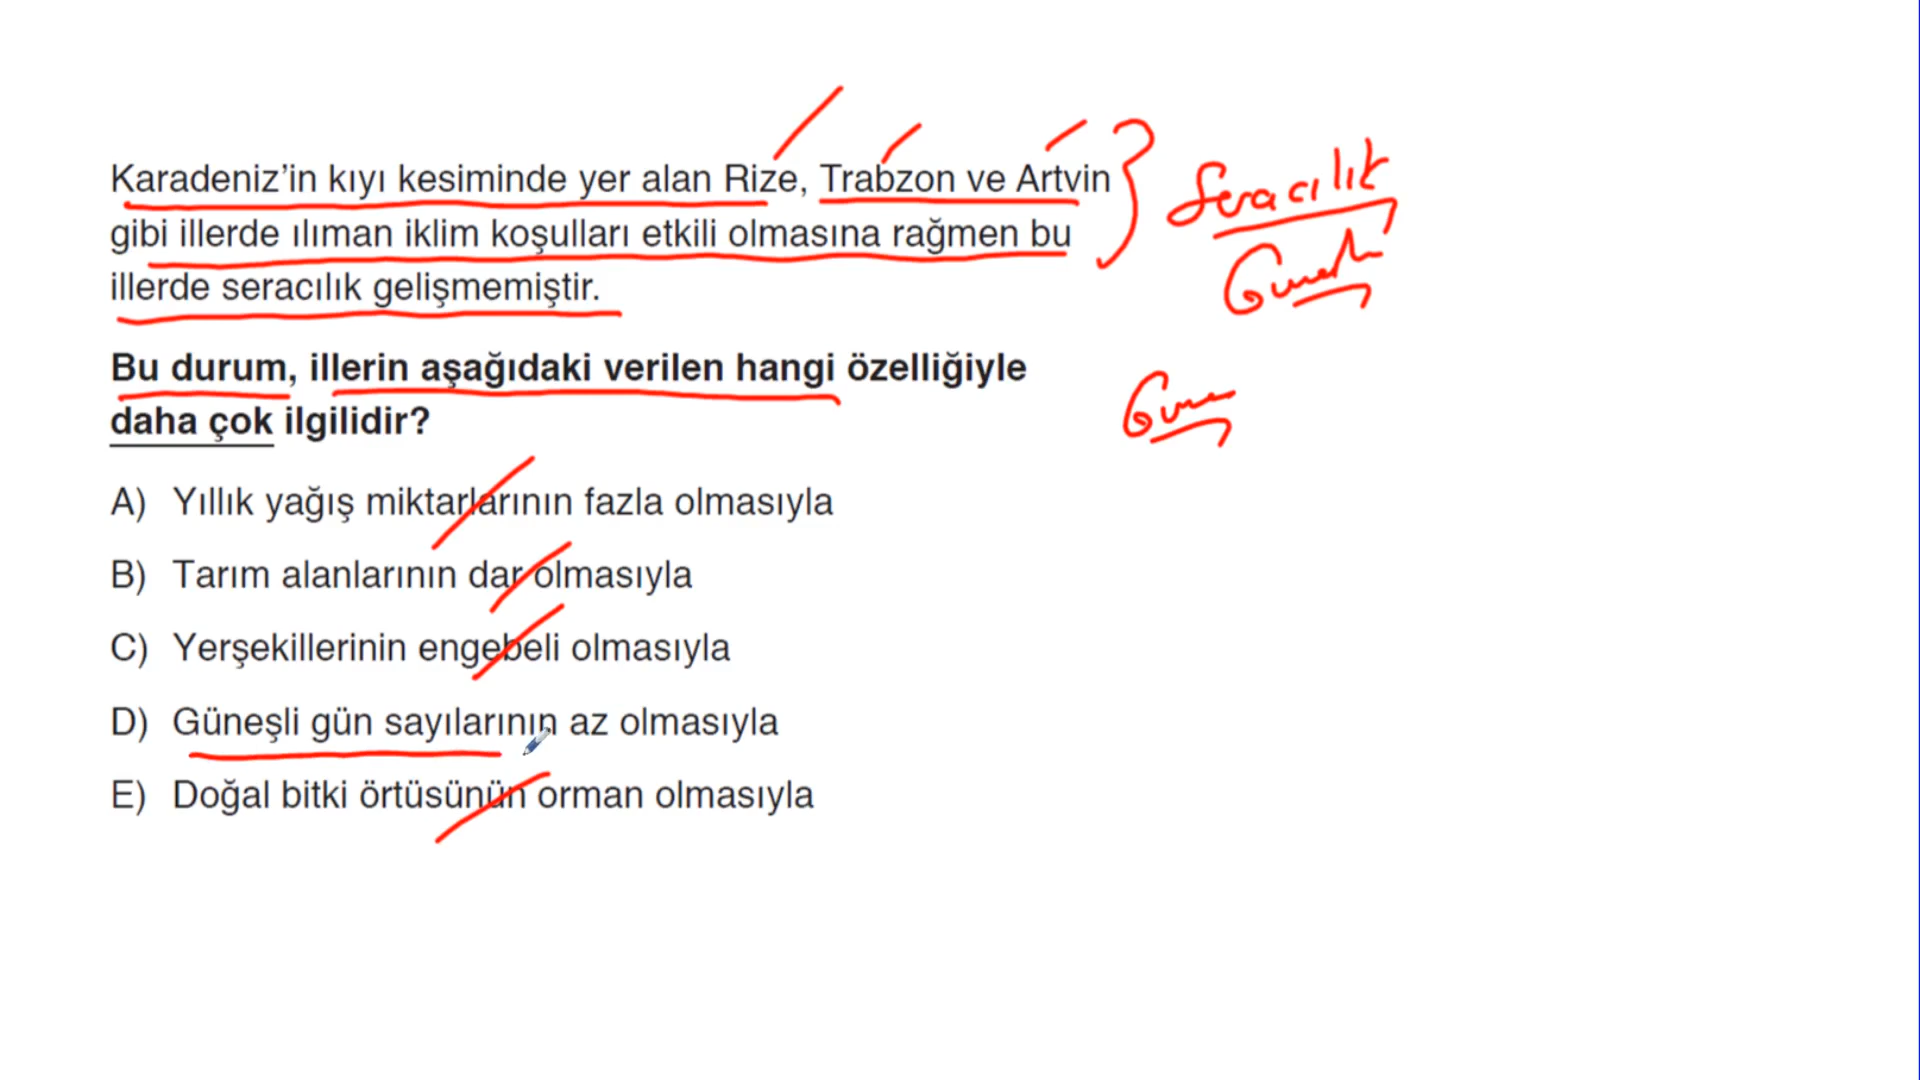 Karadeniz’in kıyı kesiminde yer alan Rize, Trabzon ve Artvin
gibi illerde ılıman iklim koşulları etkili olmasına rağmen bu
illerde seracılık gelişmemiştir.
Seracılık
Bu durum, illerin aşağıdaki verilen hangi özelliğiyle
daha çok ilgilidir?
A) Yıllık yağış miktarlarının fazla olmasıyla
B) Tarım alanlarının dar olmasıyla
C) Yerşekillerinin engebeli olmasıyla
D) Güneşli gün sayılarının az olmasıyla
E) Doğal bitki örtüsünün orman olmasıyla